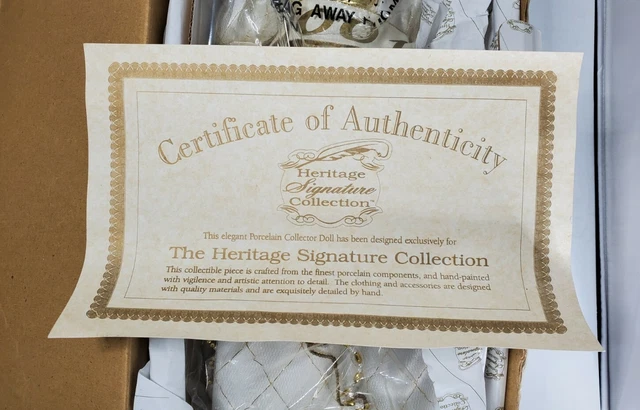 AWAY
Certificate of Authenticity
Heritage
Signature
Collection™
This elegant Porcelain Collector Doll has been designed exclusively for
The Heritage Signature Collection
This collectible piece is crafted from the finest porcelain components, and hand-painted
with vigilence and artistic attention to detail. The clothing and accessories are designed
with quality materials and are exquisitely detailed by hand.